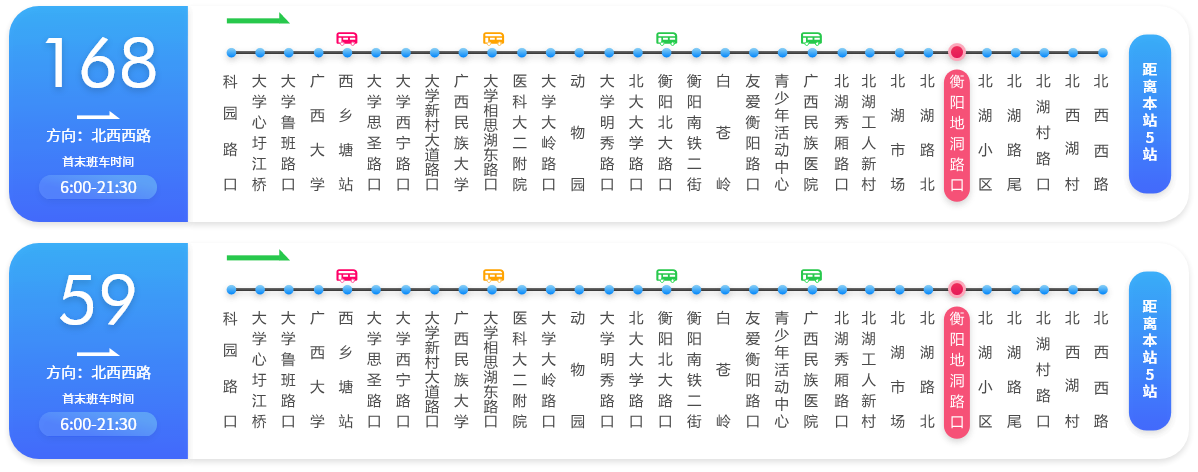 168
方向：北西西路
首末班车时间
6:00-21:30
科园路口
大学心圩江桥
大学鲁班路口
广西大学
西乡塘站
大学思圣路口
大学西宁路口
大学新村大道路口
广西民族大学
大学相思湖东路口
医科大二附院
大学大岭路口
动物园
大学明秀路口
北大大学路口
衡阳北大路口
衡阳南铁二街
白苍岭
友爱衡阳路口
青少年活动中心
广西民族医院
北湖秀厢路口
北湖工人新村
北湖市场
北湖路北
衡阳地洞路口
北湖小区
北湖路尾
北湖村路口
北西湖村
北西西路
距离本站5站
59
方向：北西西路
首末班车时间
6:00-21:30
科园路口
大学心圩江桥
大学鲁班路口
广西大学
西乡塘站
大学思圣路口
大学西宁路口
大学新村大道路口
广西民族大学
大学相思湖东路口
医科大二附院
大学大岭路口
动物园
大学明秀路口
北大大学路口
衡阳北大路口
衡阳南铁二街
白苍岭
友爱衡阳路口
青少年活动中心
广西民族医院
北湖秀厢路口
北湖工人新村
北湖市场
北湖路北
衡阳地洞路口
北湖小区
北湖路尾
北湖村路口
北西湖村
北西西路
距离本站5站